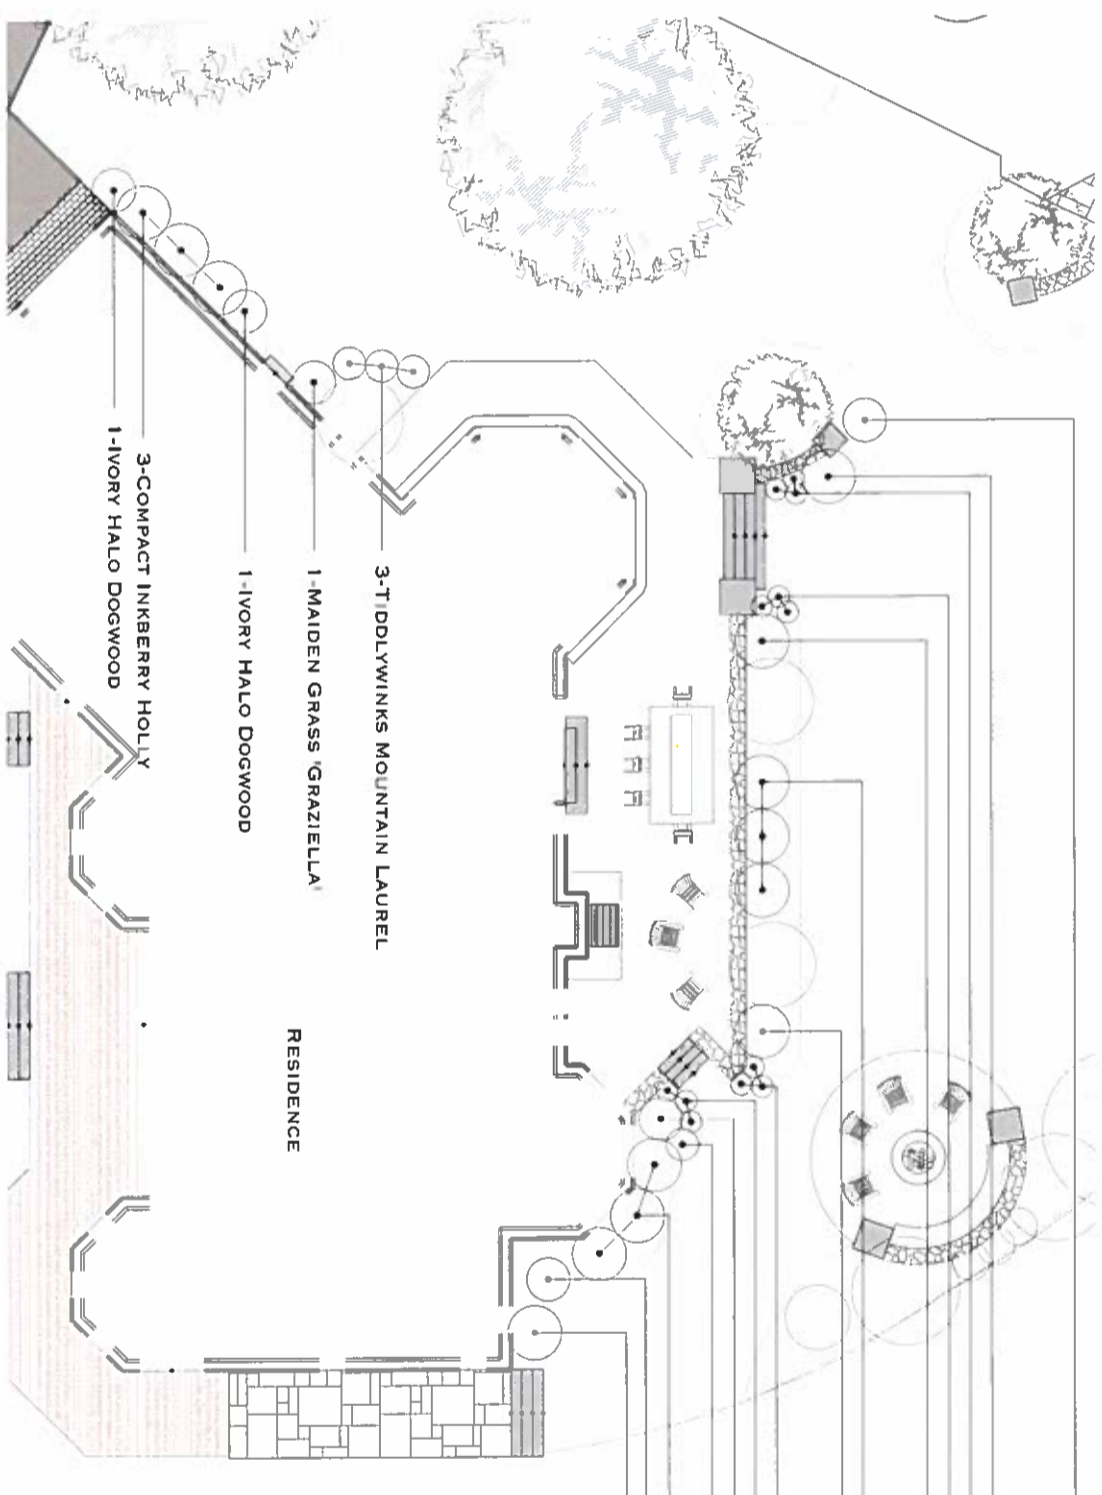 3-TIDDLYWINKS MOUNTAIN LAUREL
1-MAIDEN GRASS 'GRAZIELLA'
1-IVORY HALO DOGWOOD
3-COMPACT INKBERRY HOLLY
1-IVORY HALO DOGWOOD
RESIDENCE